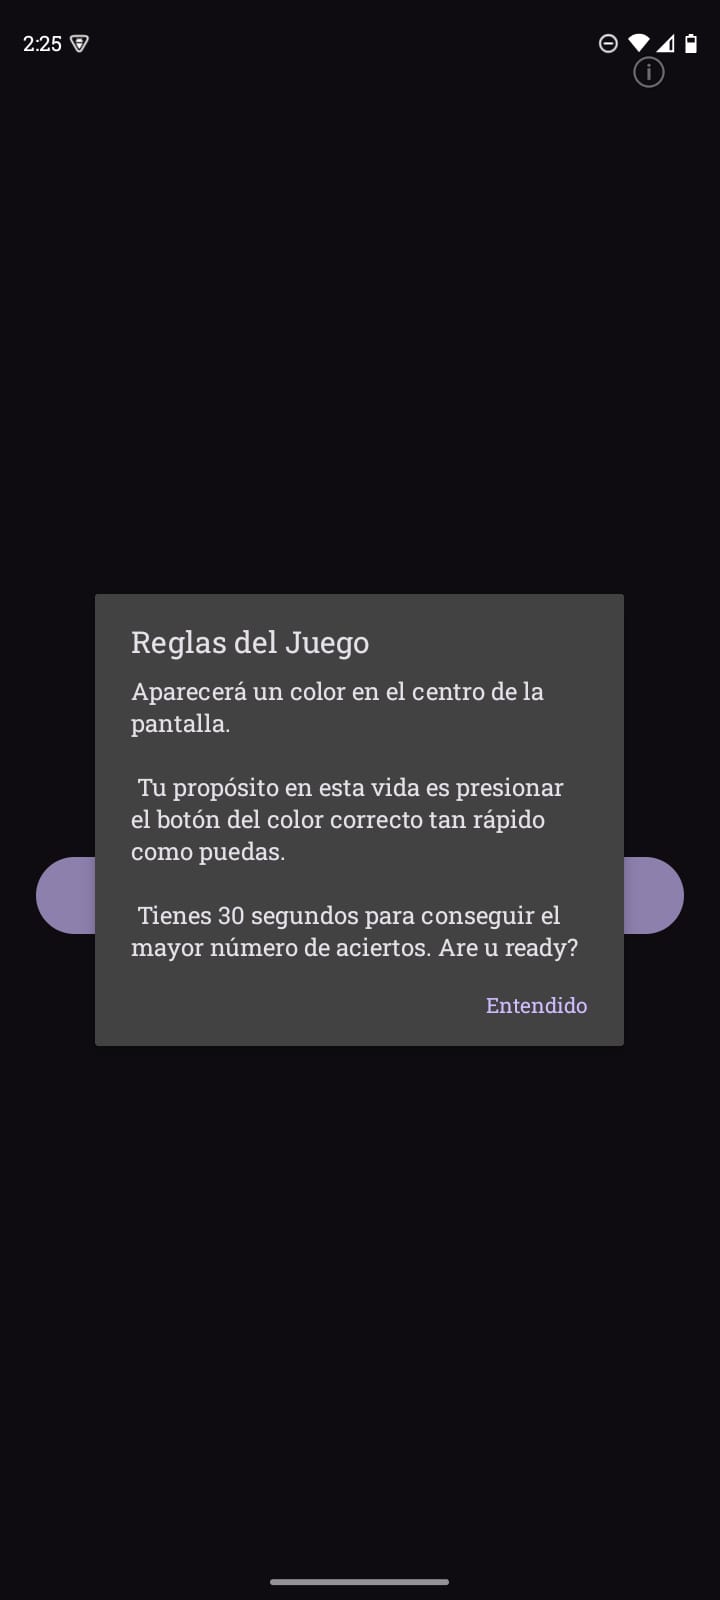 2:25
Reglas del Juego
Aparecerá un color en el centro de la
pantalla.
Tu propósito en esta vida es presionar
el botón del color correcto tan rápido
como puedas.
Tienes 30 segundos para conseguir el
mayor número de aciertos. Are u ready?
Entendido